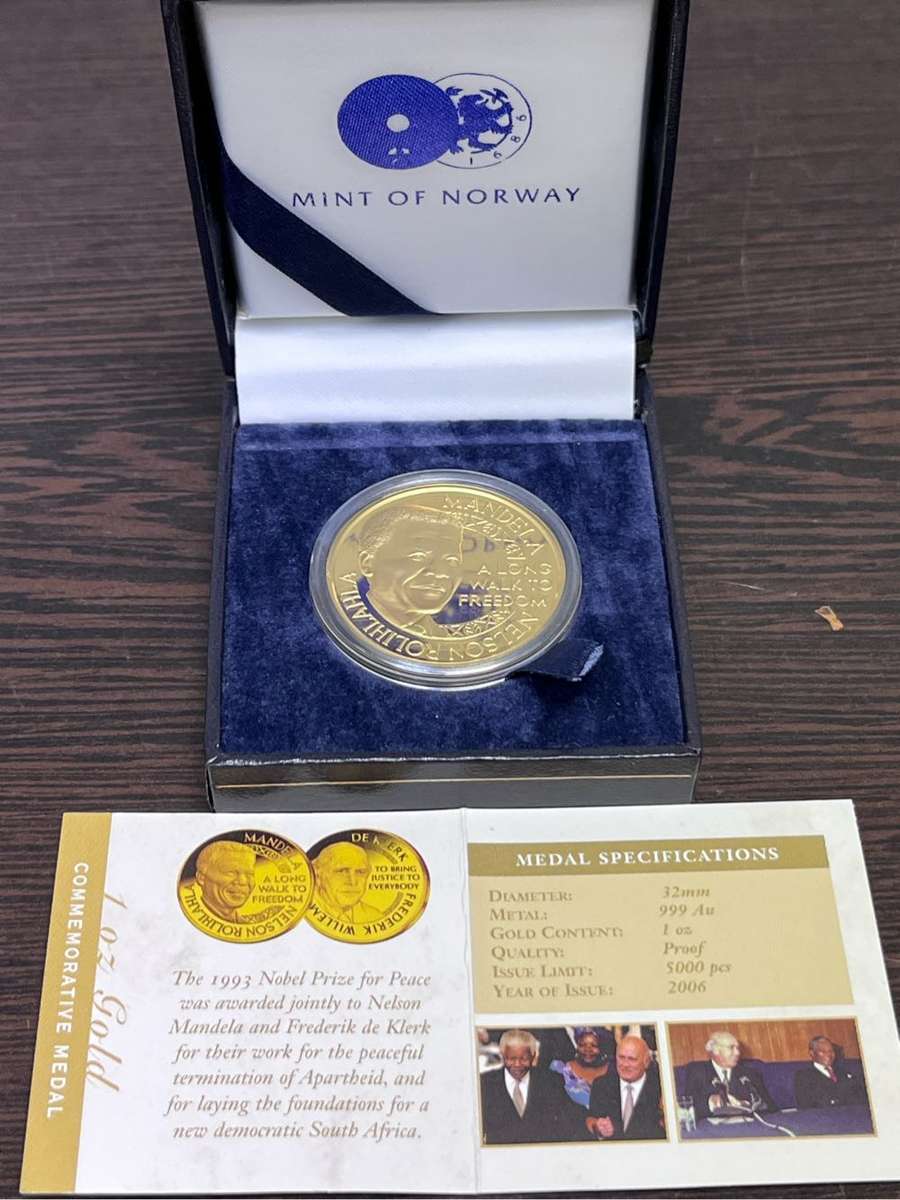 1686
MINT OF NORWAY
MANDELA
A LONG
WALK TO
FREEDOM
NELSON
ROLIHLAHLA
COMMEMORATIVE MEDAL
1 oz Gold
MANDELA
A LONG
WALK TO
FREEDOM
NELSON
ROLIHLAHLA
DE KLERK
TO BRING
JUSTICE TO
EVERYBODY
FREDERIK WILLEM
The 1993 Nobel Prize for Peace
was awarded jointly to Nelson
Mandela and Frederik de Klerk
for their work for the peaceful
termination of Apartheid, and
for laying the foundations for a
new democratic South Africa.
MEDAL SPECIFICATIONS
DIAMETER: 32mm
METAL: 999 Au
GOLD CONTENT: 1 oz
QUALITY: Proof
ISSUE LIMIT: 5000 pcs
YEAR OF ISSUE: 2006